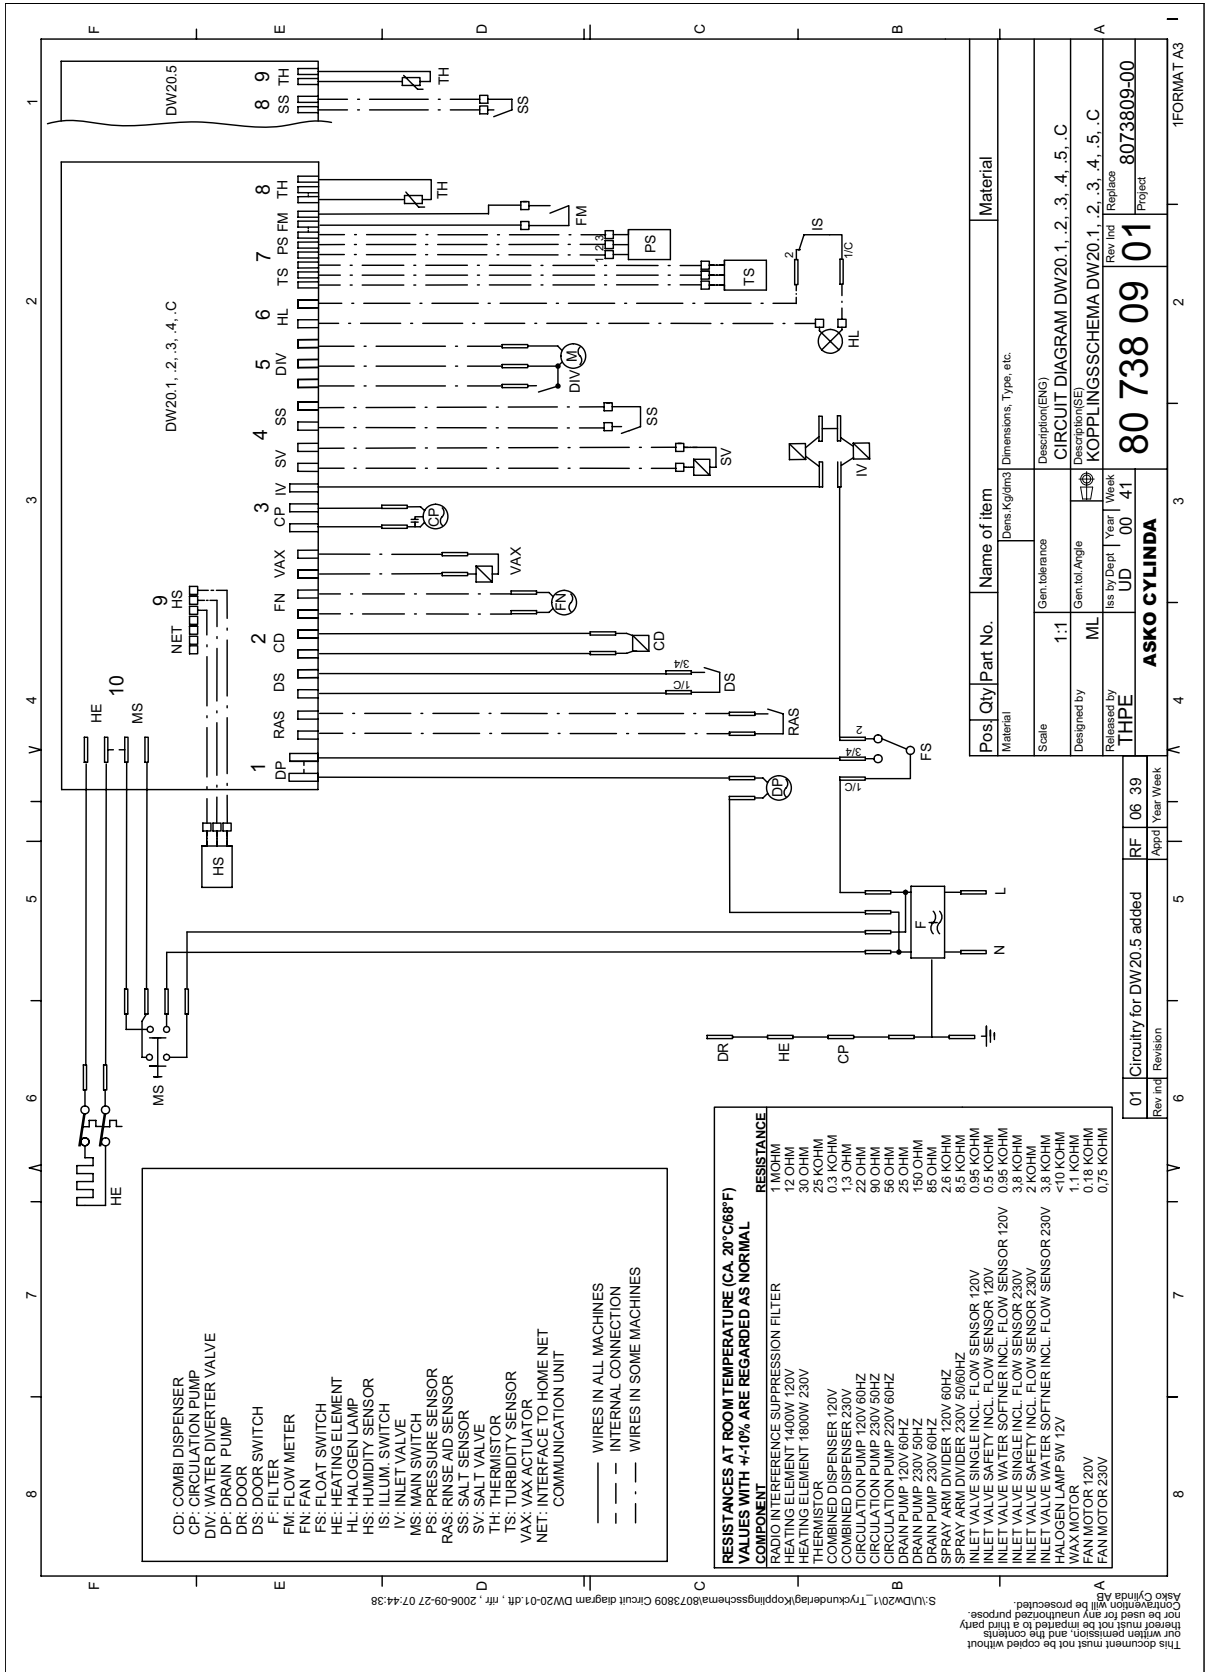 8
7
6
5
4
3
2
1
F
E
D
C
B
A
F
E
D
C
B
A
8
7
6
5
4
3
2
1
1FORMAT A3
DW20.1, .2, .3, .4, .C
DW20.5
HE
10
MS
HE
MS
HS
9
NET
HS
1
DP
RAS
DS
2
CD
FN
VAX
3
CP
IV
4
SV
SS
5
DIV
6
HL
7
TS
PS
FM
8
TH
8
SS
9
TH
TH
SS
TH
FM
1
2
3
PS
TS
IS
2
1/C
HL
M
DIV
SS
SV
IV
CP
VAX
FN
CD
3/4
1/C
DS
RAS
DP
2
3/4
1/C
FS
F
L
N
DR
HE
CP
CD: COMBI DISPENSER
CP: CIRCULATION PUMP
DIV: WATER DIVERTER VALVE
DP: DRAIN PUMP
DR: DOOR
DS: DOOR SWITCH
F: FILTER
FM: FLOW METER
FN: FAN
FS: FLOAT SWITCH
HE: HEATING ELEMENT
HL: HALOGEN LAMP
HS: HUMIDITY SENSOR
IS: ILLUM. SWITCH
IV: INLET VALVE
MS: MAIN SWITCH
PS: PRESSURE SENSOR
RAS: RINSE AID SENSOR
SS: SALT SENSOR
SV: SALT VALVE
TH: THERMISTOR
TS: TURBIDITY SENSOR
VAX: VAX ACTUATOR
NET: INTERFACE TO HOME NET
COMMUNICATION UNIT
WIRES IN ALL MACHINES
INTERNAL CONNECTION
WIRES IN SOME MACHINES
RESISTANCES AT ROOMTEMPERATURE (CA. 20°C/68°F)
VALUES WITH +/-10% ARE REGARDED AS NORMAL
COMPONENT RESISTANCE
RADIO INTERFERENCE SUPPRESSION FILTER 1 MOHM
HEATING ELEMENT 1400W 120V 12 OHM
HEATING ELEMENT 1800W 230V 30 OHM
THERMISTOR 25 KOHM
COMBINED DISPENSER 120V 0.3 KOHM
COMBINED DISPENSER 230V 1,3 OHM
CIRCULATION PUMP 120V 60HZ 22 OHM
CIRCULATION PUMP 230V 50HZ 90 OHM
CIRCULATION PUMP 220V 60HZ 56 OHM
DRAIN PUMP 120V 60HZ 25 OHM
DRAIN PUMP 230V 50HZ 150 OHM
DRAIN PUMP 230V 60HZ 85 OHM
SPRAY ARM DIVIDER 120V 60HZ 2.6 KOHM
SPRAY ARM DIVIDER 230V 50/60HZ 8,5 KOHM
INLET VALVE SINGLE INCL. FLOW SENSOR 120V 0.95 KOHM
INLET VALVE SAFETY INCL. FLOW SENSOR 120V 0.5 KOHM
INLET VALVE WATER SOFTNER INCL. FLOW SENSOR 120V 0.95 KOHM
INLET VALVE SINGLE INCL. FLOW SENSOR 230V 3,8 KOHM
INLET VALVE SAFETY INCL. FLOW SENSOR 230V 2 KOHM
INLET VALVE WATER SOFTNER INCL. FLOW SENSOR 230V 3,8 KOHM
HALOGEN LAMP 5W 12V <10 KOHM
WAX MOTOR 1.1 KOHM
FAN MOTOR 120V 0.18 KOHM
FAN MOTOR 230V 0,75 KOHM
01 Circuitry for DW20.5 added RF 06 39
Rev ind Revision Appd Year Week
Pos. Qty Part No. Name of item Material
Material Dens.Kg/dm3 Dimensions, Type, etc.
Scale 1:1 Gen.tolerance
Description(ENG)
CIRCUIT DIAGRAM DW20.1, .2, .3, .4, .5, .C
Designed by ML Gen.tol.Angle
Description(SE)
KOPPLINGSSCHEMA DW20.1, .2, .3, .4, .5, .C
Released by THPE Iss by Dept UD Year 00 Week 41
80 738 09
Rev Ind 01
Replace 8073809-00
Project
ASKO CYLINDA
S:\UDw20\1_Tryckunderlag\Kopplingsschema\8073809 Circuit diagram DW20-01.dft , rifr , 2006-09-27 07:44:38
This document must not be copied without
our written permission, and the contents
thereof must not be imparted to a third party
nor be used for any unauthorized purpose.
Contravention will be prosecuted.
Asko Cylinda AB